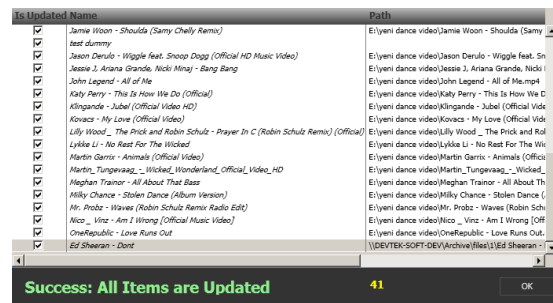 Is Updated Name Path
Jamie Woon - Shoulda (Samy Chelly Remix) E:\yeni dance video\Jamie Woon - Shoulda (Samy
test dummy
Jason Derulo - Wiggle feat. Snoop Dogg (Official HD Music Video) E:\yeni dance video\Jason Derulo - Wiggle feat. Sn
Jessie J, Ariana Grande, Nicki Minaj - Bang Bang E:\yeni dance video\Jessie J, Ariana Grande, Nicki
John Legend - All of Me E:\yeni dance video\John Legend - All of Me.mp4
Katy Perry - This Is How We Do (Official) E:\yeni dance video\Katy Perry - This Is How We D
Klingande - Jubel (Official Video HD) E:\yeni dance video\Klingande - Jubel (Official Vide
Kovacs - My Love (Official Video) E:\yeni dance video\Kovacs - My Love (Official Vide
Lilly Wood _ The Prick and Robin Schulz - Prayer In C (Robin Schulz Remix) (Official) E:\yeni dance video\Lilly Wood _ The Prick and Rol
Lykke Li - No Rest For The Wicked E:\yeni dance video\Lykke Li - No Rest For The Wic
Martin Garrix - Animals (Official Video) E:\yeni dance video\Martin Garrix - Animals (Offici
Martin_Tungevaag_-_Wicked_Wonderland_Official_Video_HD E:\yeni dance video\Martin_Tungevaag_-_Wicked_
Meghan Trainor - All About That Bass E:\yeni dance video\Meghan Trainor - All About Th
Milky Chance - Stolen Dance (Album Version) E:\yeni dance video\Milky Chance - Stolen Dance (
Mr. Probz - Waves (Robin Schulz Remix Radio Edit) E:\yeni dance video\Mr. Probz - Waves (Robin Sch
Nico _ Vinz - Am I Wrong [Official Music Video] E:\yeni dance video\Nico _ Vinz - Am I Wrong [Off
OneRepublic - Love Runs Out E:\yeni dance video\OneRepublic - Love Runs Out.
Ed Sheeran - Dont \\DEVTEK-SOFT-DEV\Archive\files\1\Ed Sheeran -
Success: All Items are Updated 41 OK